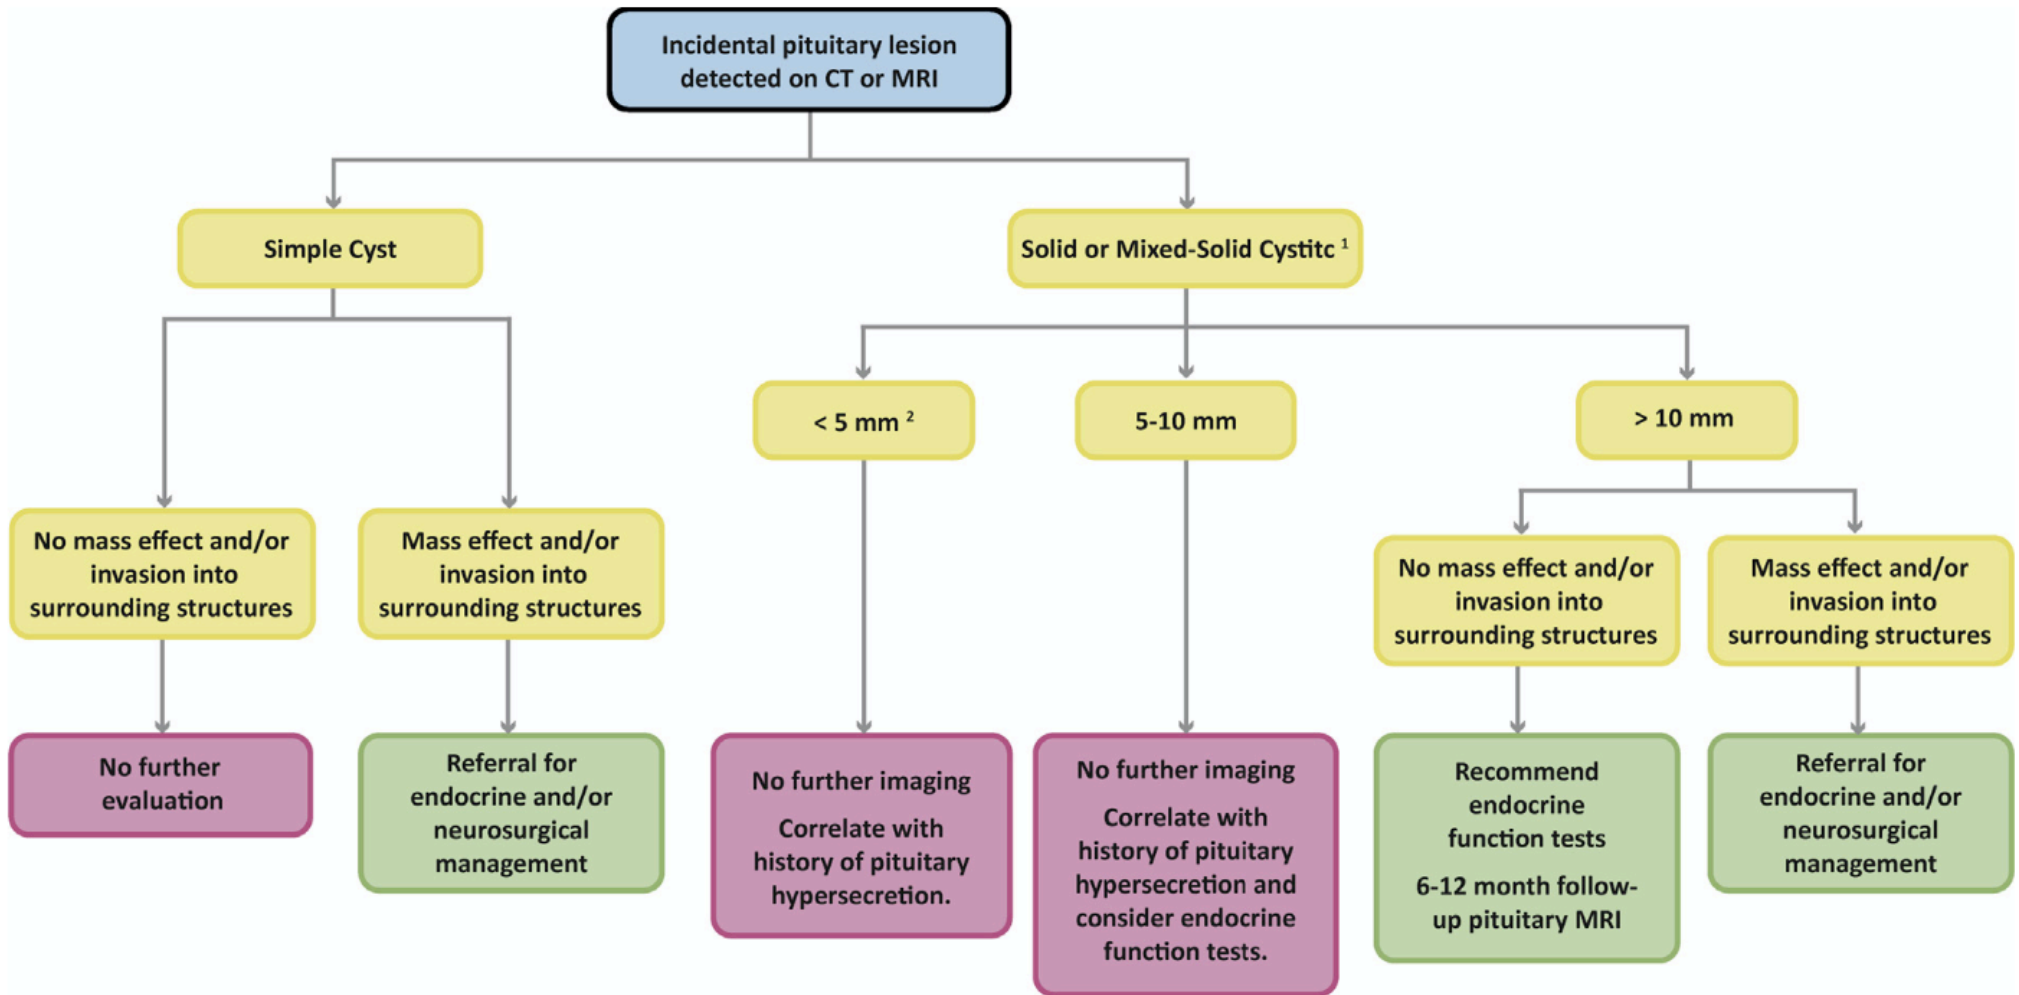 Incidental pituitary lesion
detected on CT or MRI
Simple Cyst
Solid or Mixed-Solid Cystitc 1
< 5 mm 2
5-10 mm
> 10 mm
No mass effect and/or
invasion into
surrounding structures
Mass effect and/or
invasion into
surrounding structures
No mass effect and/or
invasion into
surrounding structures
Mass effect and/or
invasion into
surrounding structures
No further
evaluation
Referral for
endocrine and/or
neurosurgical
management
No further imaging
Correlate with
history of pituitary
hypersecretion.
No further imaging
Correlate with
history of pituitary
hypersecretion and
consider endocrine
function tests.
Recommend
endocrine
function tests
6-12 month follow-
up pituitary MRI
Referral for
endocrine and/or
neurosurgical
management